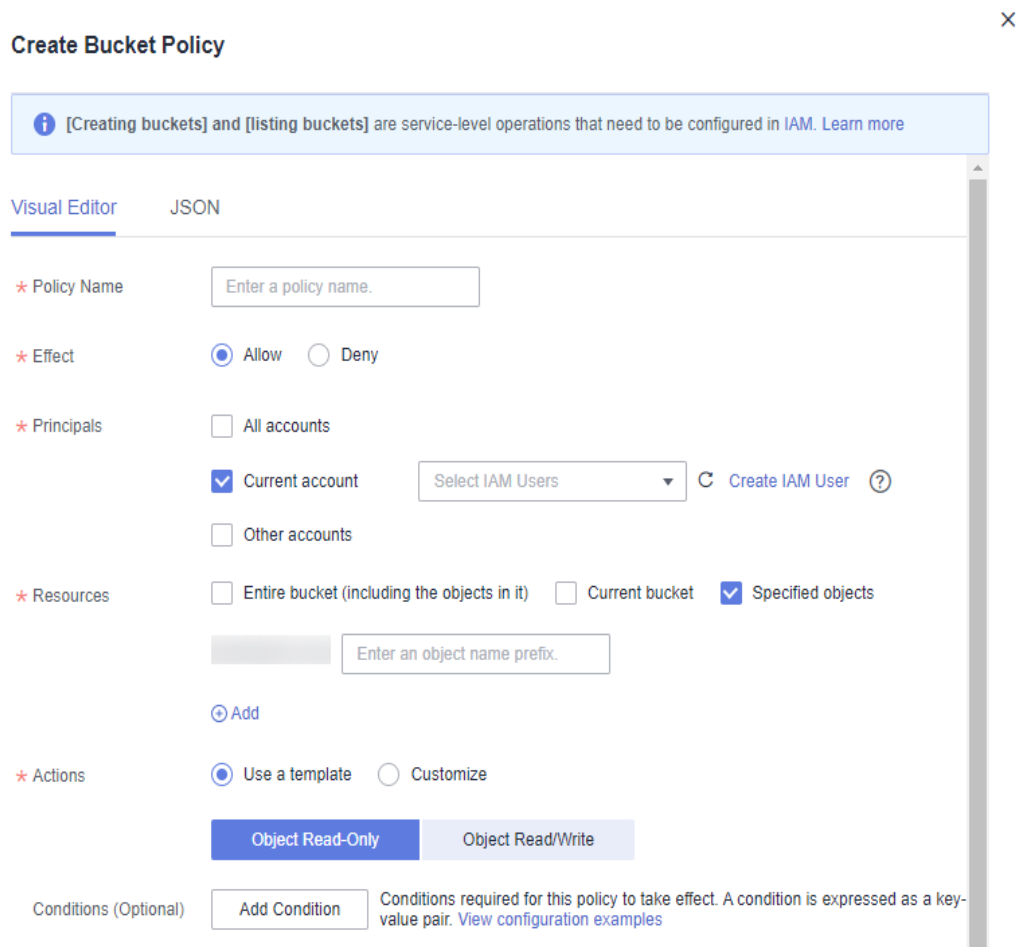 Create Bucket Policy
[Creating buckets] and [listing buckets] are service-level operations that need to be configured in IAM. Learn more
Visual Editor JSON
* Policy Name Enter a policy name.
* Effect Allow Deny
* Principals All accounts
Current account Select IAM Users Create IAM User ?
Other accounts
* Resources Entire bucket (including the objects in it) Current bucket Specified objects
Enter an object name prefix.
Add
* Actions Use a template Customize
Object Read-Only Object Read/Write
Conditions (Optional) Add Condition Conditions required for this policy to take effect. A condition is expressed as a key-
value pair. View configuration examples